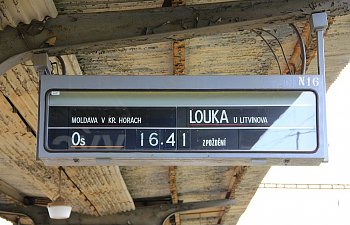 N16
MOLDAVA V KR. HORÁCH
LOUKA U LITVÍNOVA
Os 16.41 ZPOŽDĚNÍ